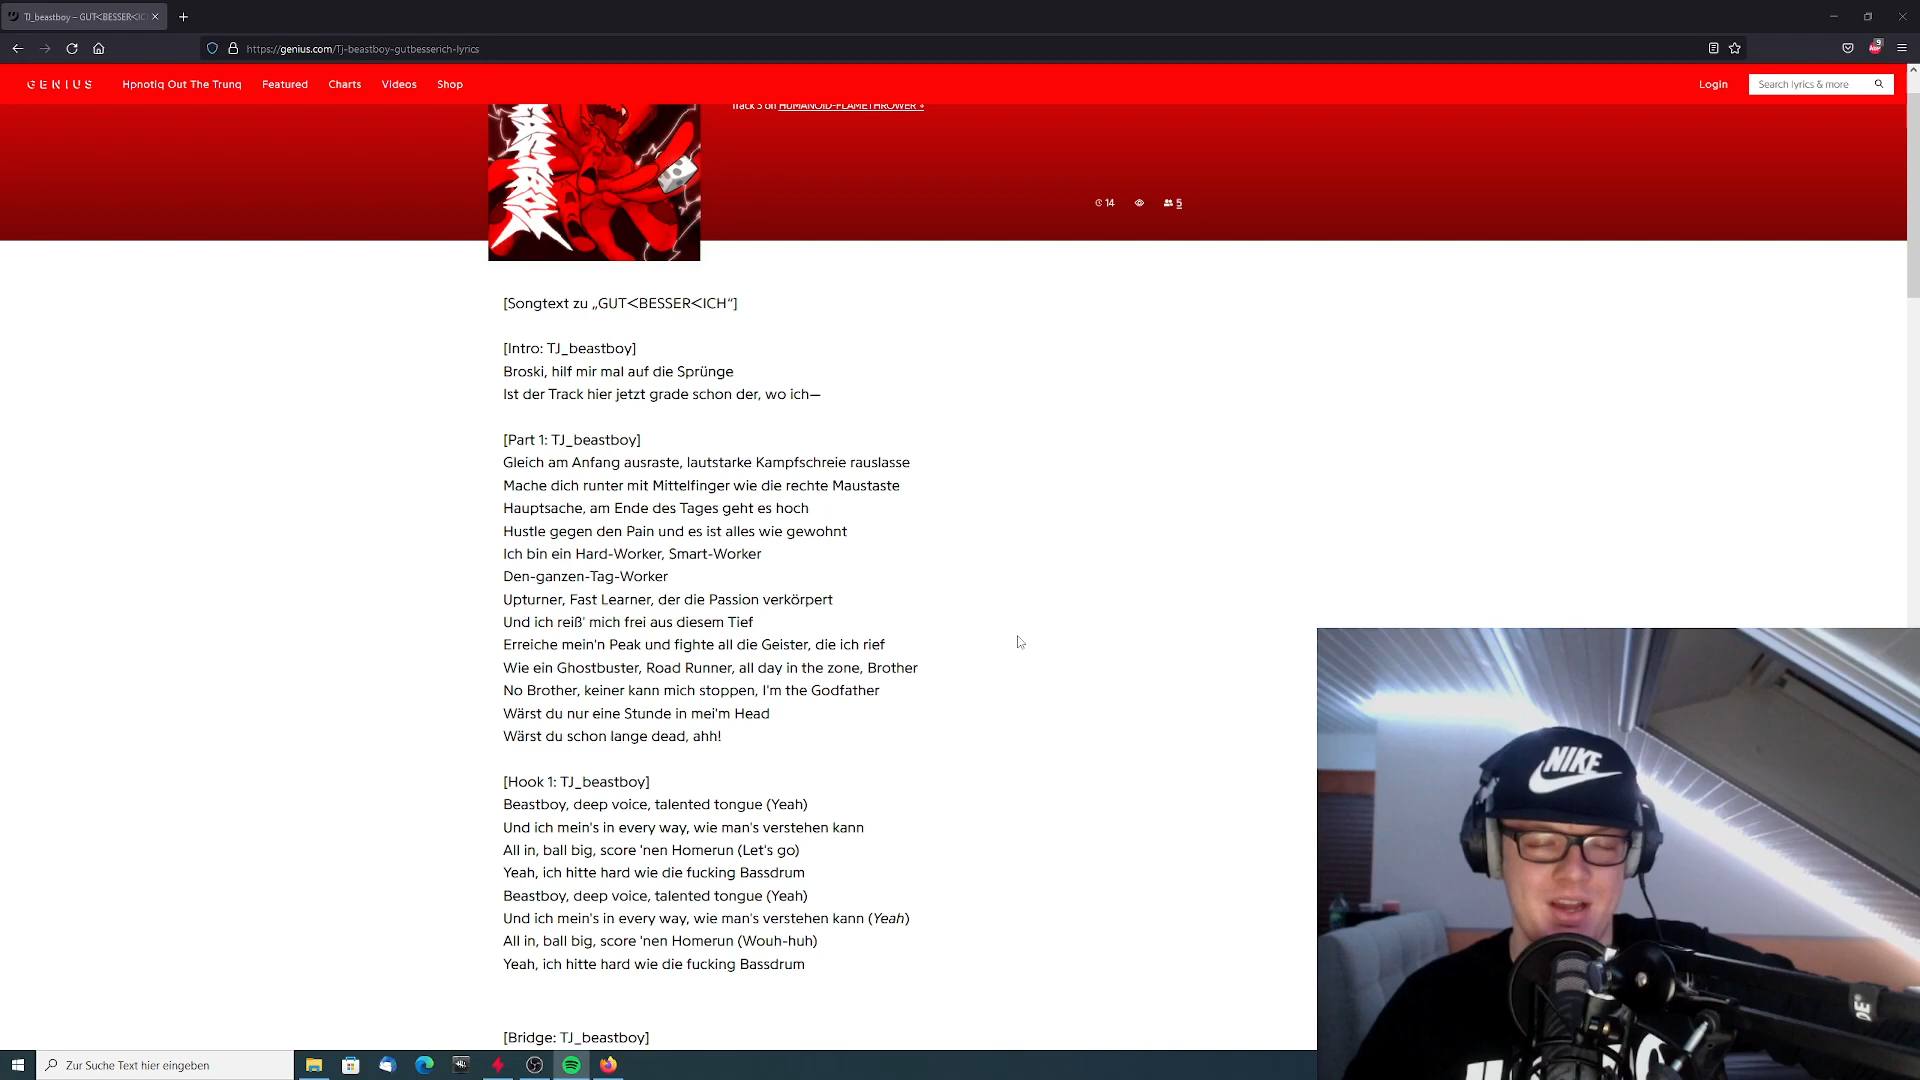 TJ_beastboy – GUT<BESSER<IC
https://genius.com/Tj-beastboy-gutbesserich-lyrics
GENIUS
Hpnotiq Out The Trunq
Featured
Charts
Videos
Shop
Login
Search lyrics & more
Track 3 on HUMANOID-FLAMETHROWER +
14
5
[Songtext zu „GUT<BESSER<ICH“]
[Intro: TJ_beastboy]
Broski, hilf mir mal auf die Sprünge
Ist der Track hier jetzt grade schon der, wo ich—
[Part 1: TJ_beastboy]
Gleich am Anfang ausraste, lautstarke Kampfschreie rauslasse
Mache dich runter mit Mittelfinger wie die rechte Maustaste
Hauptsache, am Ende des Tages geht es hoch
Hustle gegen den Pain und es ist alles wie gewohnt
Ich bin ein Hard-Worker, Smart-Worker
Den-ganzen-Tag-Worker
Upturner, Fast Learner, der die Passion verkörpert
Und ich reiß' mich frei aus diesem Tief
Erreiche mein'n Peak und fighte all die Geister, die ich rief
Wie ein Ghostbuster, Road Runner, all day in the zone, Brother
No Brother, keiner kann mich stoppen, I'm the Godfather
Wärst du nur eine Stunde in mei'm Head
Wärst du schon lange dead, ahh!
[Hook 1: TJ_beastboy]
Beastboy, deep voice, talented tongue (Yeah)
Und ich mein's in every way, wie man's verstehen kann
All in, ball big, score 'nen Homerun (Let's go)
Yeah, ich hitte hard wie die fucking Bassdrum
Beastboy, deep voice, talented tongue (Yeah)
Und ich mein's in every way, wie man's verstehen kann (Yeah)
All in, ball big, score 'nen Homerun (Wouh-huh)
Yeah, ich hitte hard wie die fucking Bassdrum
[Bridge: TJ_beastboy]
NIKE
Zur Suche Text hier eingeben